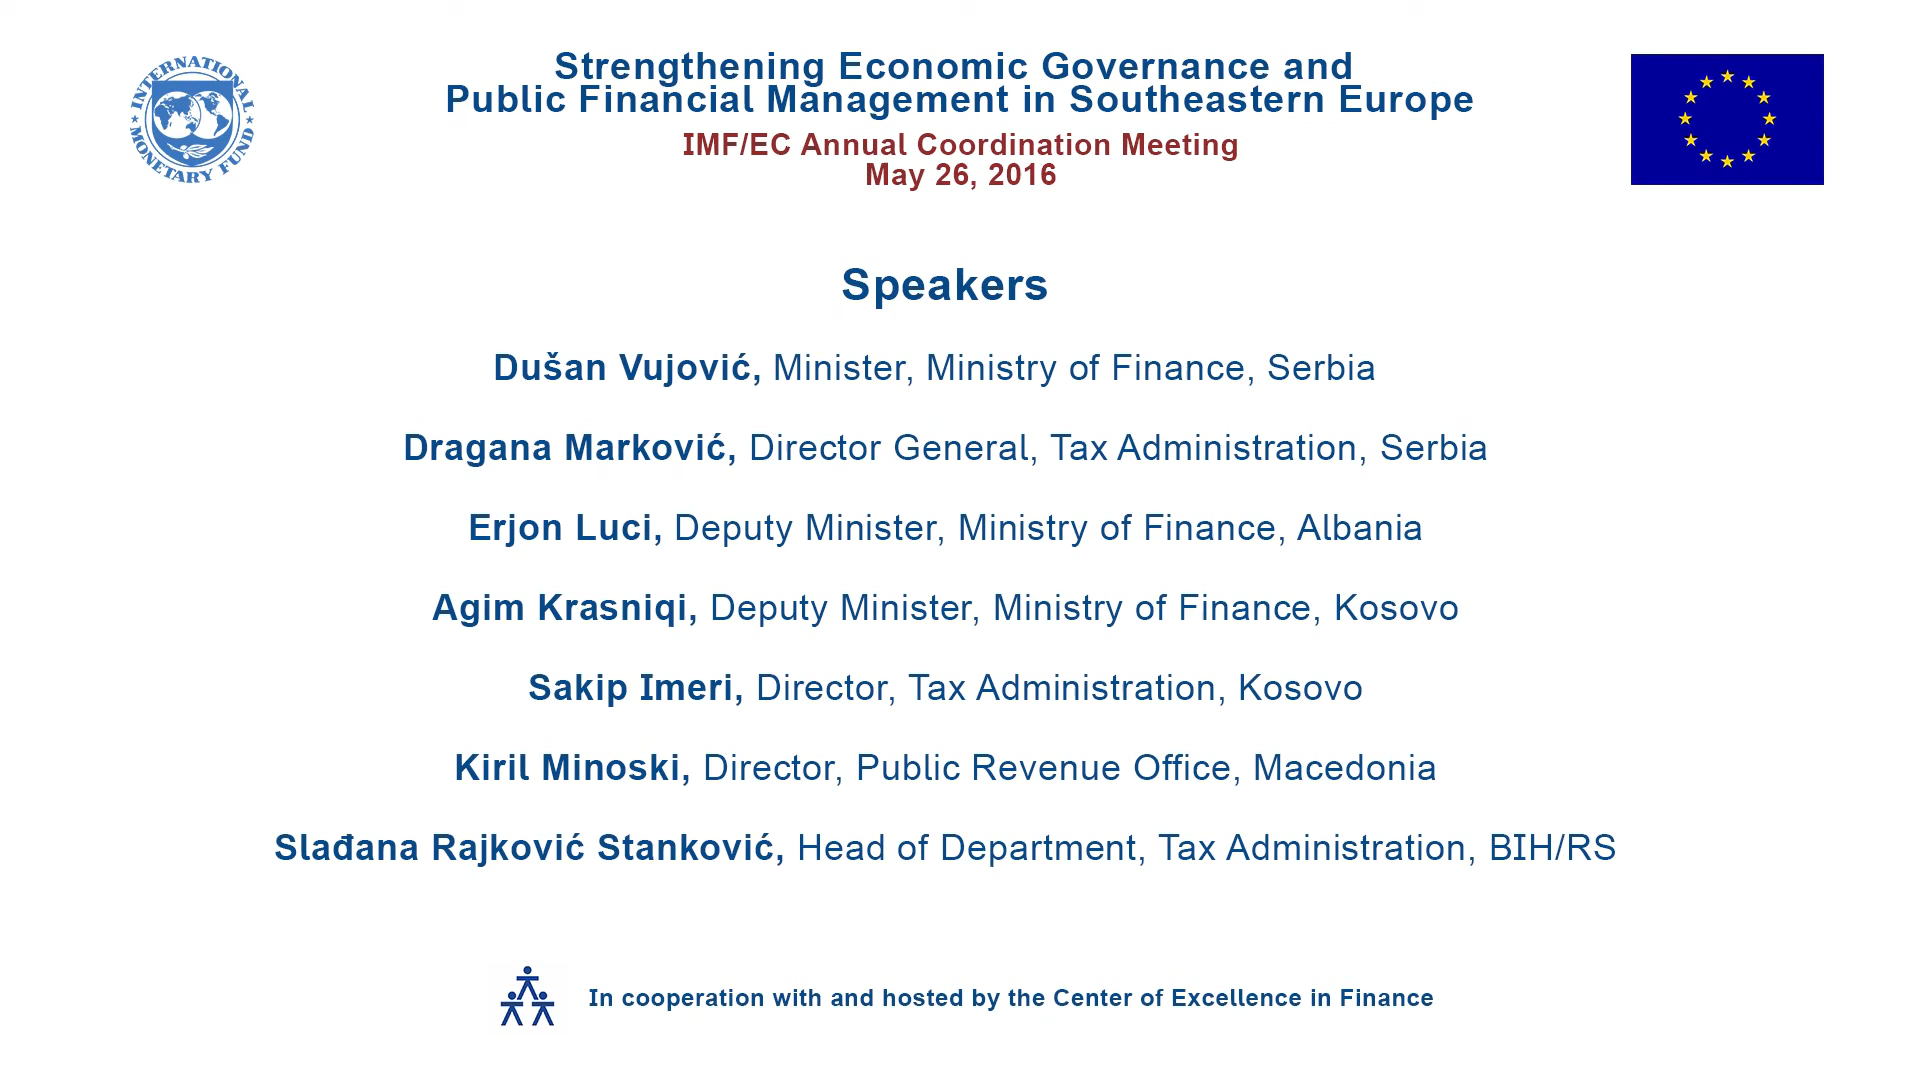 INTERNATIONAL MONETARY FUND
Strengthening Economic Governance and
Public Financial Management in Southeastern Europe
IMF/EC Annual Coordination Meeting
May 26, 2016
Speakers
Dušan Vujović, Minister, Ministry of Finance, Serbia
Dragana Marković, Director General, Tax Administration, Serbia
Erjon Luci, Deputy Minister, Ministry of Finance, Albania
Agim Krasniqi, Deputy Minister, Ministry of Finance, Kosovo
Sakip Imeri, Director, Tax Administration, Kosovo
Kiril Minoski, Director, Public Revenue Office, Macedonia
Slađana Rajković Stanković, Head of Department, Tax Administration, BIH/RS
In cooperation with and hosted by the Center of Excellence in Finance